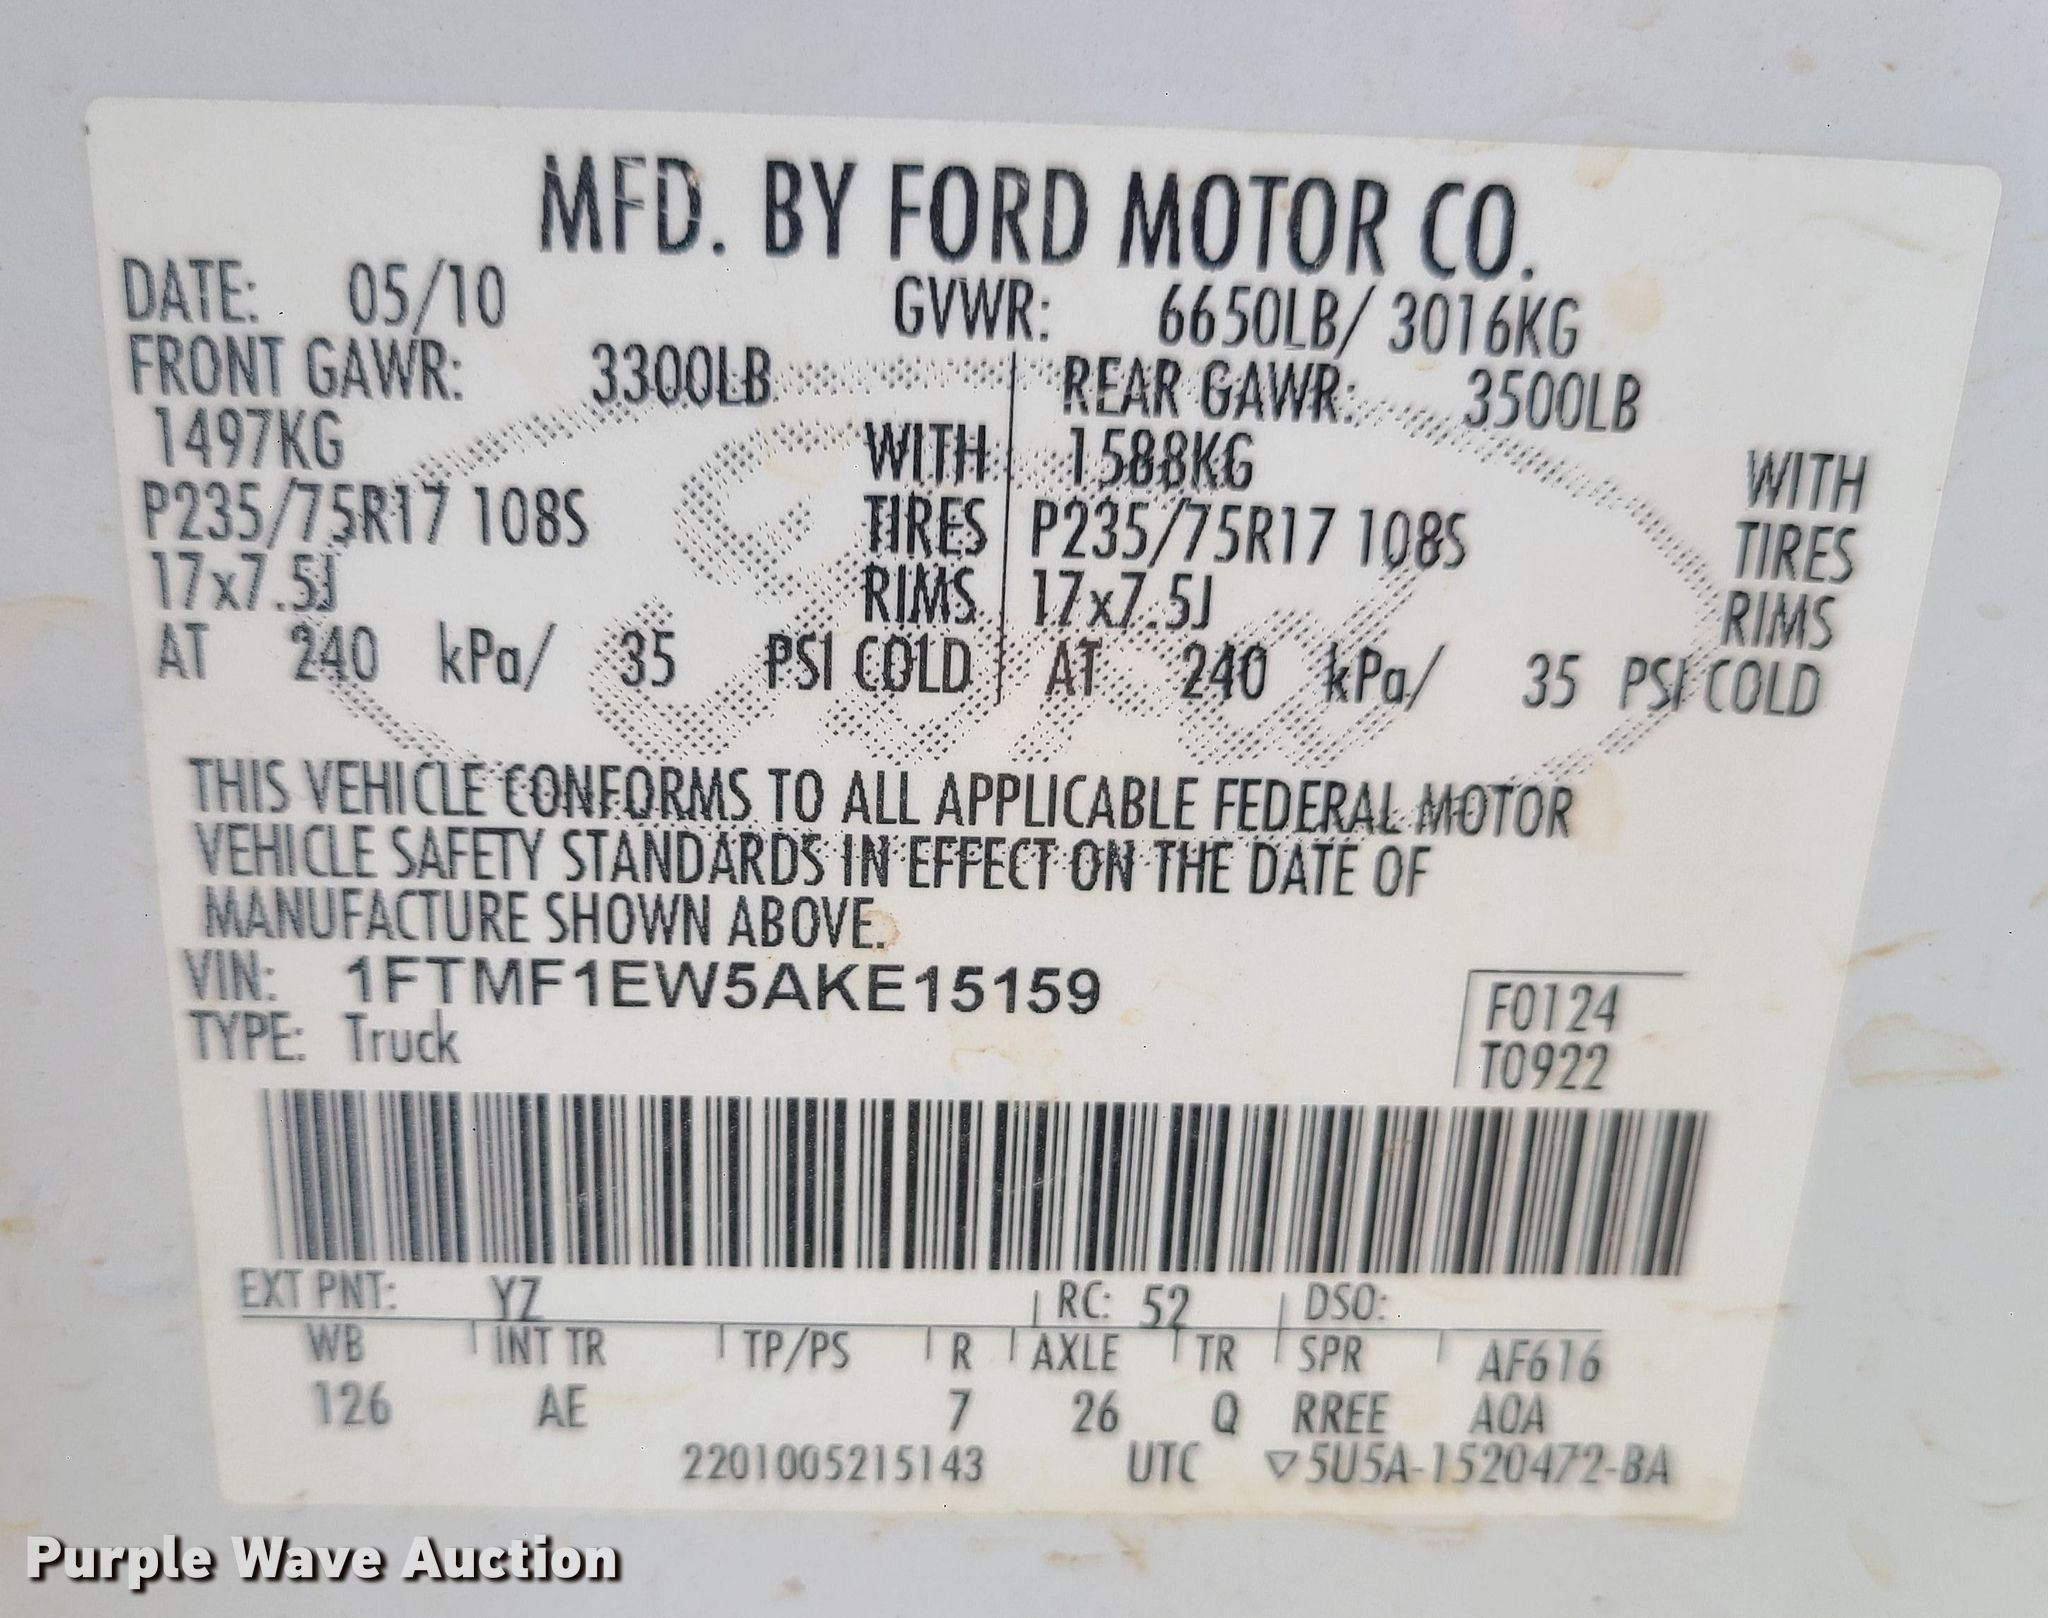 MFD. BY FORD MOTOR CO.
DATE: 05/10 GVWR: 6650LB/ 3016KG
FRONT GAWR: 3300LB REAR GAWR: 3500LB
1497KG WITH 1588KG WITH
P235/75R17 108S TIRES P235/75R17 108S TIRES
17x7.5J RIMS 17x7.5J RIMS
AT 240 kPa/ 35 PSI COLD AT 240 kPa/ 35 PSI COLD
THIS VEHICLE CONFORMS TO ALL APPLICABLE FEDERAL MOTOR
VEHICLE SAFETY STANDARDS IN EFFECT ON THE DATE OF
MANUFACTURE SHOWN ABOVE.
VIN: 1FTMF1EW5AKE15159 F0124
TYPE: Truck T0922
EXT PNT: YZ RC: 52 DSO:
WB INT TR TP/PS R AXLE TR SPR AF616
126 AE 7 26 Q RREE A0A
2201005215143 UTC ▽5U5A-1520472-BA
Purple Wave Auction